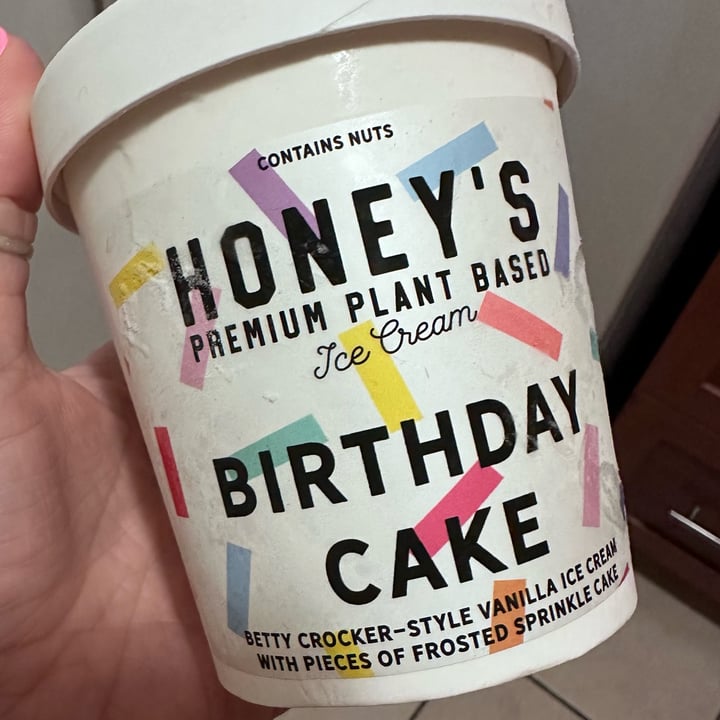 CONTAINS NUTS
HONEY'S
PREMIUM PLANT BASED
Ice Cream
BIRTHDAY
CAKE
BETTY CROCKER-STYLE VANILLA ICE CREAM
WITH PIECES OF FROSTED SPRINKLE CAKE